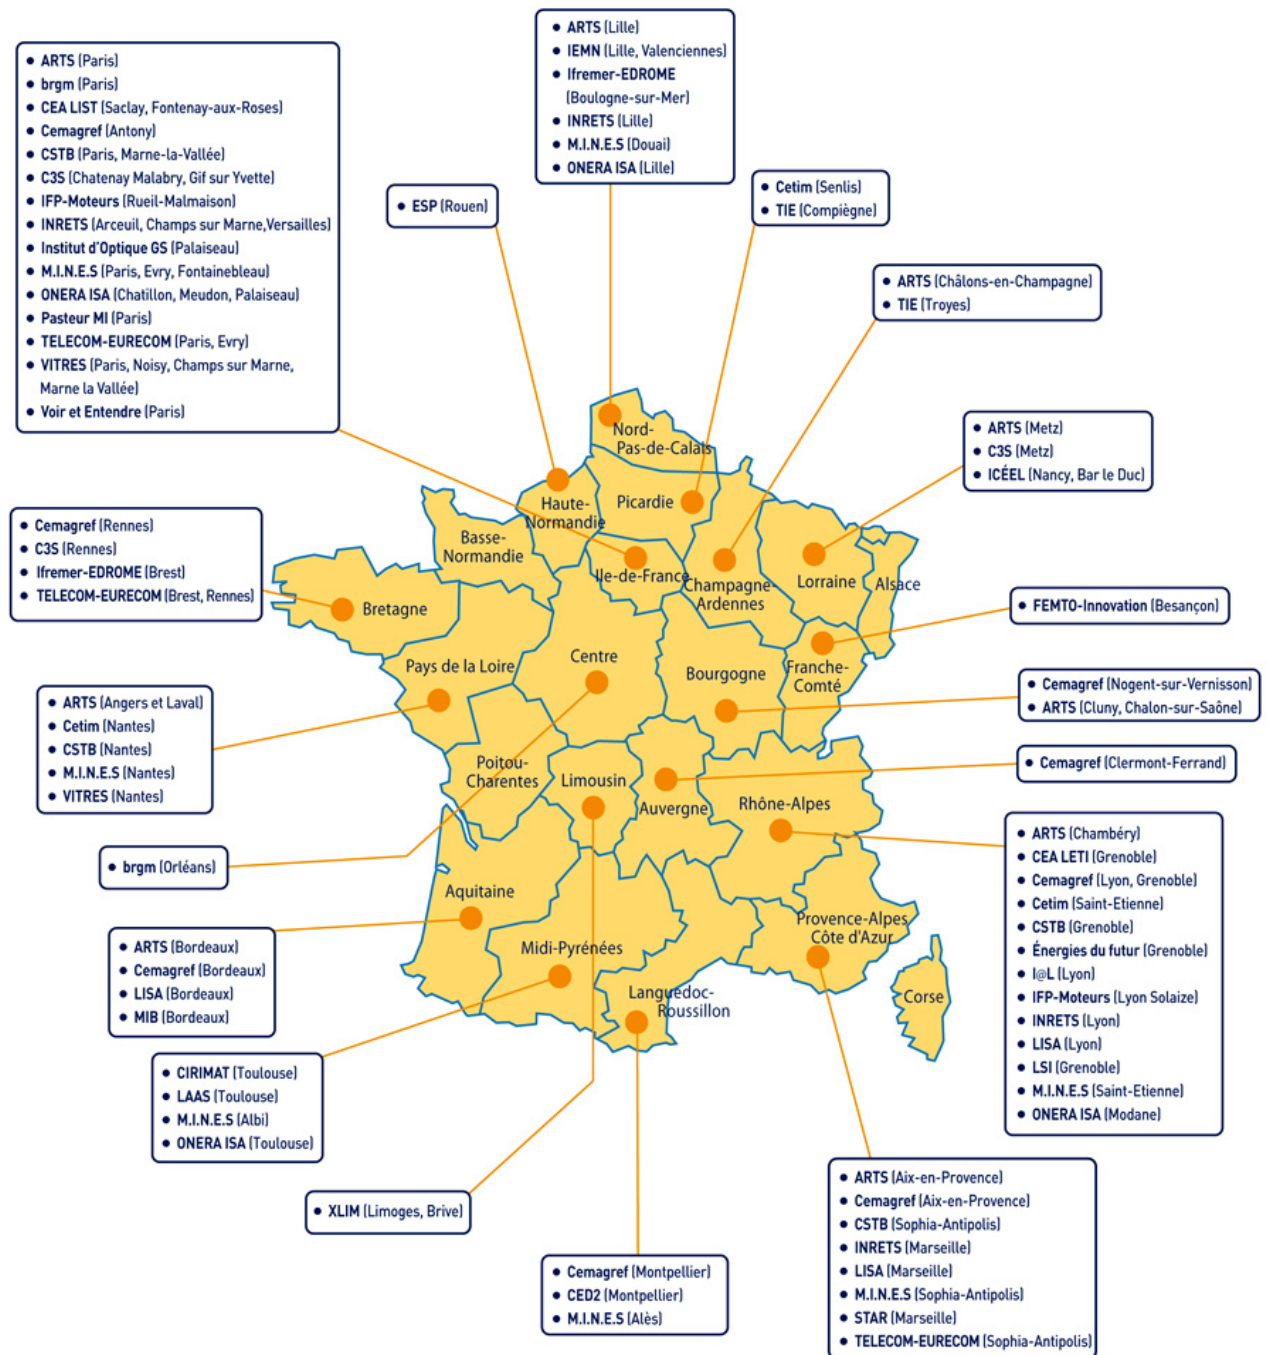 • ARTS (Lille)
• IEMN (Lille, Valenciennes)
• Ifremer-EDROME
(Boulogne-sur-Mer)
• INRETS (Lille)
• M.I.N.E.S (Douai)
• ONERA ISA (Lille)
• ARTS (Paris)
• brgm (Paris)
• CEA LIST (Saclay, Fontenay-aux-Roses)
• Cemagref (Antony)
• CSTB (Paris, Marne-la-Vallée)
• C3S (Chatenay Malabry, Gif sur Yvette)
• IFP-Moteurs (Rueil-Malmaison)
• INRETS (Arceuil, Champs sur Marne,Versailles)
• Institut d'Optique GS (Palaiseau)
• M.I.N.E.S (Paris, Evry, Fontainebleau)
• ONERA ISA (Chatillon, Meudon, Palaiseau)
• Pasteur MI (Paris)
• TELECOM-EURECOM (Paris, Evry)
• VITRES (Paris, Noisy, Champs sur Marne,
Marne la Vallée)
• Voir et Entendre (Paris)
• ESP (Rouen)
• Cetim (Senlis)
• TIE (Compiègne)
• ARTS (Châlons-en-Champagne)
• TIE (Troyes)
• ARTS (Metz)
• C3S (Metz)
• ICÉEL (Nancy, Bar le Duc)
Nord-
Pas-de-Calais
Haute-
Normandie
Picardie
Basse-
Normandie
Ile-de-France
Champagne-
Ardennes
Lorraine
Alsace
Bretagne
Pays de la Loire
Centre
Bourgogne
Franche-
Comté
Poitou-
Charentes
Limousin
Auvergne
Rhône-Alpes
Aquitaine
Midi-Pyrénées
Languedoc-
Roussillon
Provence-Alpes
Côte d'Azur
Corse
• Cemagref (Rennes)
• C3S (Rennes)
• Ifremer-EDROME (Brest)
• TELECOM-EURECOM (Brest, Rennes)
• FEMTO-Innovation (Besançon)
• ARTS (Angers et Laval)
• Cetim (Nantes)
• CSTB (Nantes)
• M.I.N.E.S (Nantes)
• VITRES (Nantes)
• Cemagref (Nogent-sur-Vernisson)
• ARTS (Cluny, Chalon-sur-Saône)
• Cemagref (Clermont-Ferrand)
• brgm (Orléans)
• ARTS (Chambéry)
• CEA LETI (Grenoble)
• Cemagref (Lyon, Grenoble)
• Cetim (Saint-Etienne)
• CSTB (Grenoble)
• Énergies du futur (Grenoble)
• I@L (Lyon)
• IFP-Moteurs (Lyon Solaize)
• INRETS (Lyon)
• LISA (Lyon)
• LSI (Grenoble)
• M.I.N.E.S (Saint-Etienne)
• ONERA ISA (Modane)
• ARTS (Bordeaux)
• Cemagref (Bordeaux)
• LISA (Bordeaux)
• MIB (Bordeaux)
• CIRIMAT (Toulouse)
• LAAS (Toulouse)
• M.I.N.E.S (Albi)
• ONERA ISA (Toulouse)
• XLIM (Limoges, Brive)
• Cemagref (Montpellier)
• CED2 (Montpellier)
• M.I.N.E.S (Alès)
• ARTS (Aix-en-Provence)
• Cemagref (Aix-en-Provence)
• CSTB (Sophia-Antipolis)
• INRETS (Marseille)
• LISA (Marseille)
• M.I.N.E.S (Sophia-Antipolis)
• STAR (Marseille)
• TELECOM-EURECOM (Sophia-Antipolis)